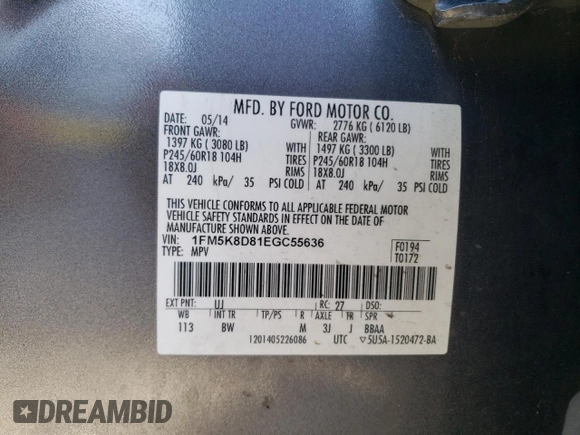 MFD. BY FORD MOTOR CO.
DATE: 05/14 GVWR: 2776 KG ( 6120 LB)
FRONT GAWR: REAR GAWR:
1397 KG ( 3080 LB) WITH 1497 KG ( 3300 LB) WITH
P245/60R18 104H TIRES P245/60R18 104H TIRES
18X8.0J RIMS 18X8.0J RIMS
AT 240 kPa/ 35 PSI COLD AT 240 kPa/ 35 PSI COLD
THIS VEHICLE CONFORMS TO ALL APPLICABLE FEDERAL MOTOR
VEHICLE SAFETY STANDARDS IN EFFECT ON THE DATE OF
MANUFACTURE SHOWN ABOVE.
VIN: 1FM5K8D81EGC55636 F0194
TYPE: MPV T0172
EXT PNT: UJ RC: 27 DSO:
WB INT TR TP/PS R AXLE TR SPR
113 BW M 3J J BBAA
1201405226086 UTC ▽5U5A-1520472-BA
DREAMBID